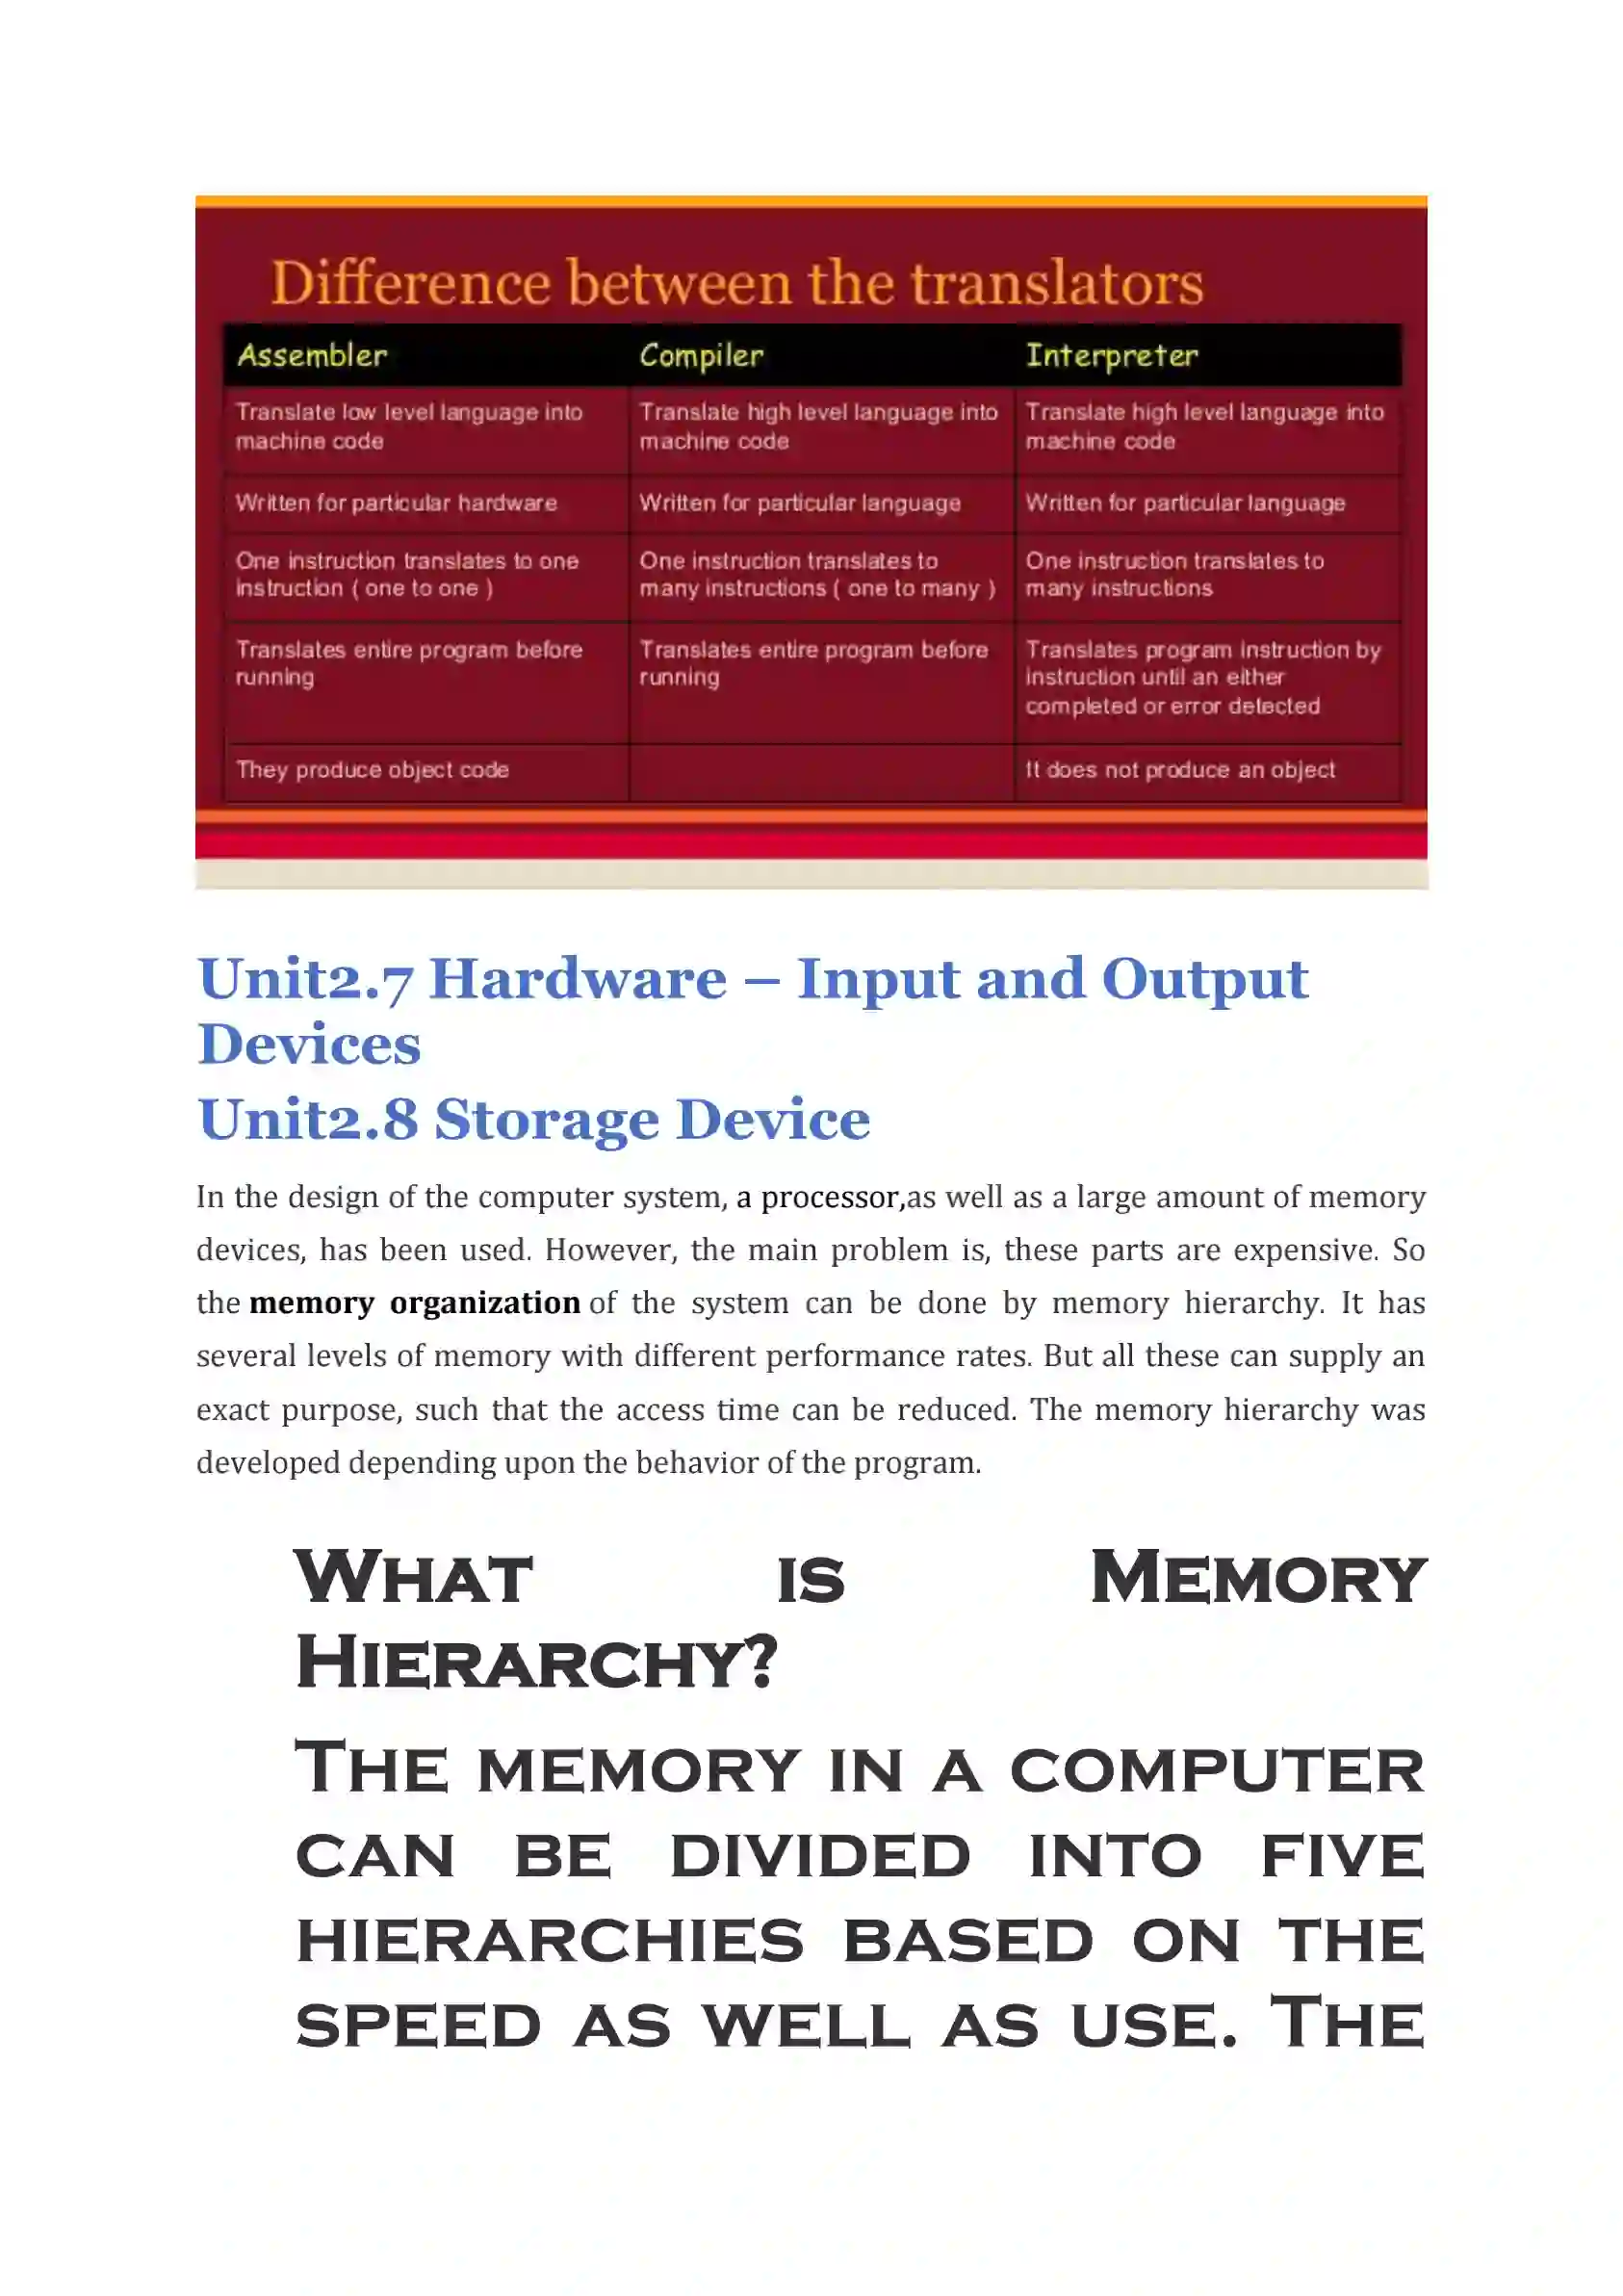 Difference between the translators
Assembler Compiler Interpreter
Translate low level language into Translate high level language into Translate high level language into
machine code machine code machine code
Written for particular hardware Written for particular language Written for particular language
One instruction translates to one One instruction translates to One instruction translates to
instruction ( one to one ) many instructions ( one to many ) many instructions
Translates entire program before Translates entire program before Translates program instruction by
running running instruction until an either
completed or error detected
They produce object code It does not produce an object
Unit2.7 Hardware – Input and Output
Devices
Unit2.8 Storage Device
In the design of the computer system, a processor,as well as a large amount of memory
devices, has been used. However, the main problem is, these parts are expensive. So
the memory organization of the system can be done by memory hierarchy. It has
several levels of memory with different performance rates. But all these can supply an
exact purpose, such that the access time can be reduced. The memory hierarchy was
developed depending upon the behavior of the program.
What is Memory
Hierarchy?
The memory in a computer
can be divided into five
hierarchies based on the
speed as well as use. The